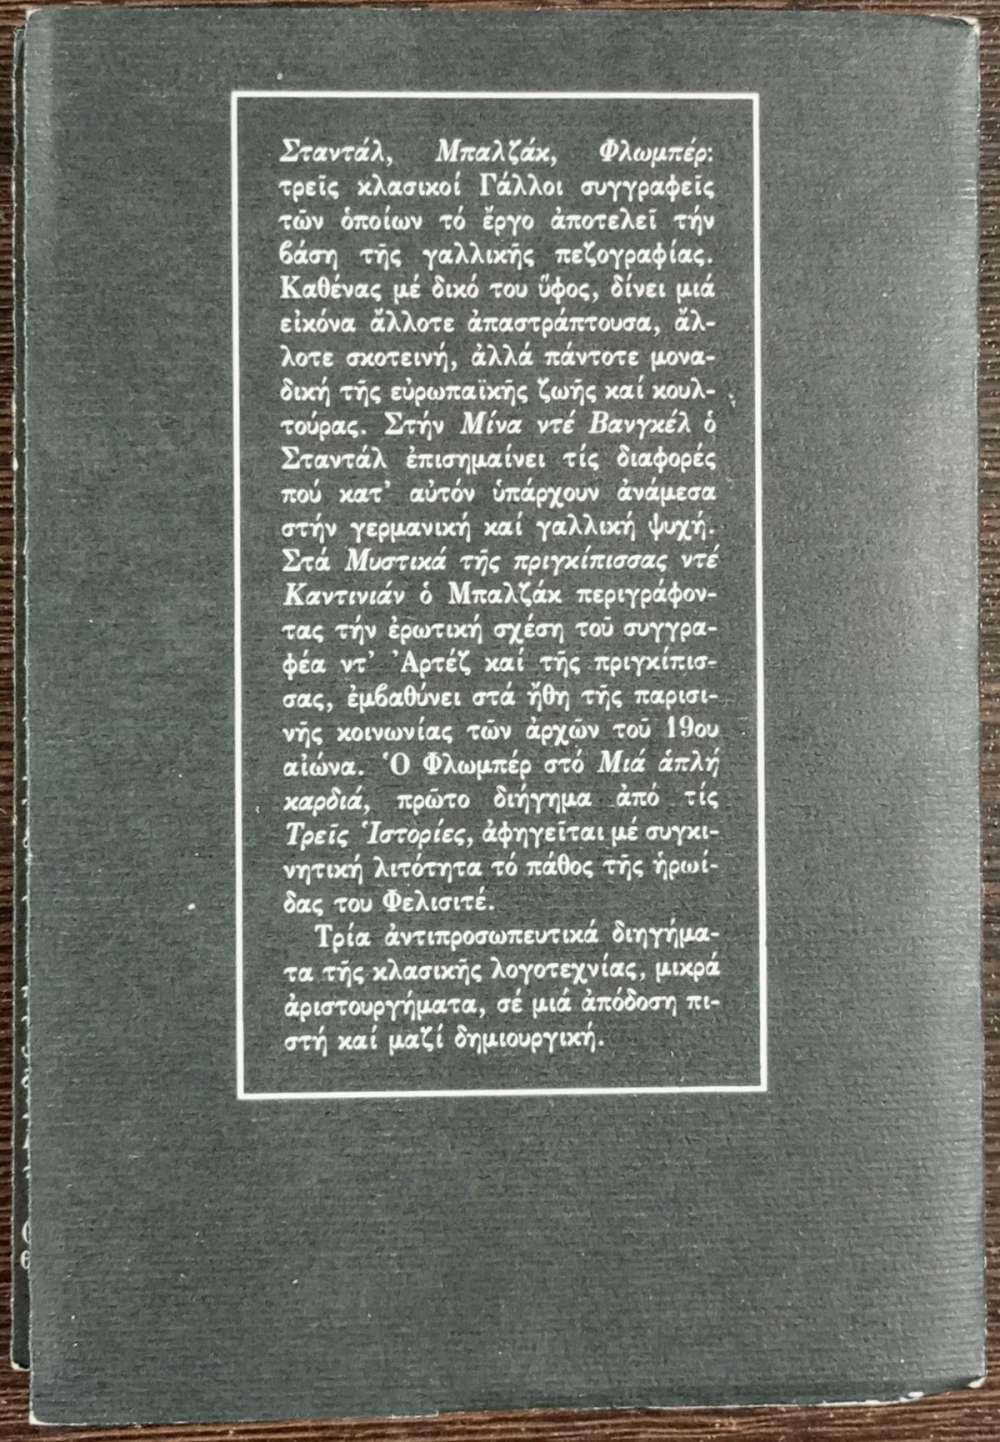 Σταντάλ, Μπαλζάκ, Φλωμπέρ:
τρεῖς κλασικοί Γάλλοι συγγραφεῖς
τῶν ὁποίων τό ἔργο ἀποτελεῖ τήν
βάση τῆς γαλλικῆς πεζογραφίας.
Καθένας μέ δικό του ὕφος, δίνει μιά
εἰκόνα ἄλλοτε ἀπαστράπτουσα, ἄλ-
λοτε σκοτεινή, ἀλλά πάντοτε μονα-
δική τῆς εὐρωπαϊκῆς ζωῆς καί κουλ-
τούρας. Στήν Μίνα ντέ Βανγκέλ ὁ
Σταντάλ ἐπισημαίνει τίς διαφορές
πού κατ’ αὐτόν ὑπάρχουν ἀνάμεσα
στήν γερμανική καί γαλλική ψυχή.
Στά Μυστικά τῆς πριγκίπισσας ντέ
Καντινιάν ὁ Μπαλζάκ περιγράφον-
τας τήν ἐρωτική σχέση τοῦ συγγρα-
φέα ντ’ Ἀρτέζ καί τῆς πριγκίπισ-
σας, ἐμβαθύνει στά ἤθη τῆς παρισι-
νῆς κοινωνίας τῶν ἀρχῶν τοῦ 19ου
αἰώνα. Ὁ Φλωμπέρ στό Μιά ἁπλή
καρδιά, πρῶτο διήγημα ἀπό τίς
Τρεῖς Ἱστορίες, ἀφηγεῖται μέ συγκι-
νητική λιτότητα τό πάθος τῆς ἡρωί-
δας του Φελισιτέ.
Τρία ἀντιπροσωπευτικά διηγήμα-
τα τῆς κλασικῆς λογοτεχνίας, μικρά
ἀριστουργήματα, σέ μιά ἀπόδοση πι-
στή καί μαζί δημιουργική.